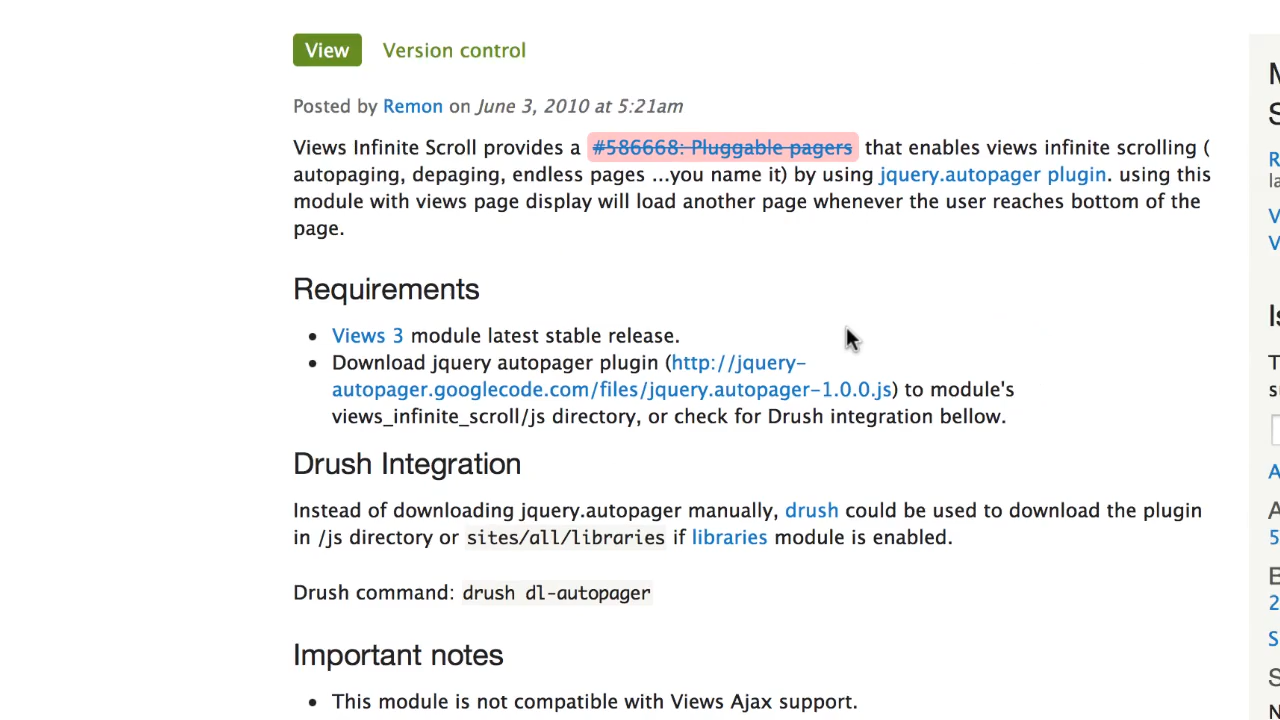 View Version control
Posted by Remon on June 3, 2010 at 5:21am
Views Infinite Scroll provides a #586668: Pluggable pagers that enables views infinite scrolling (
autopaging, depaging, endless pages ...you name it) by using jquery.autopager plugin. using this
module with views page display will load another page whenever the user reaches bottom of the
page.
Requirements
• Views 3 module latest stable release.
• Download jquery autopager plugin (http://jquery-
autopager.googlecode.com/files/jquery.autopager-1.0.0.js) to module's
views_infinite_scroll/js directory, or check for Drush integration bellow.
Drush Integration
Instead of downloading jquery.autopager manually, drush could be used to download the plugin
in /js directory or sites/all/libraries if libraries module is enabled.
Drush command: drush dl-autopager
Important notes
• This module is not compatible with Views Ajax support.